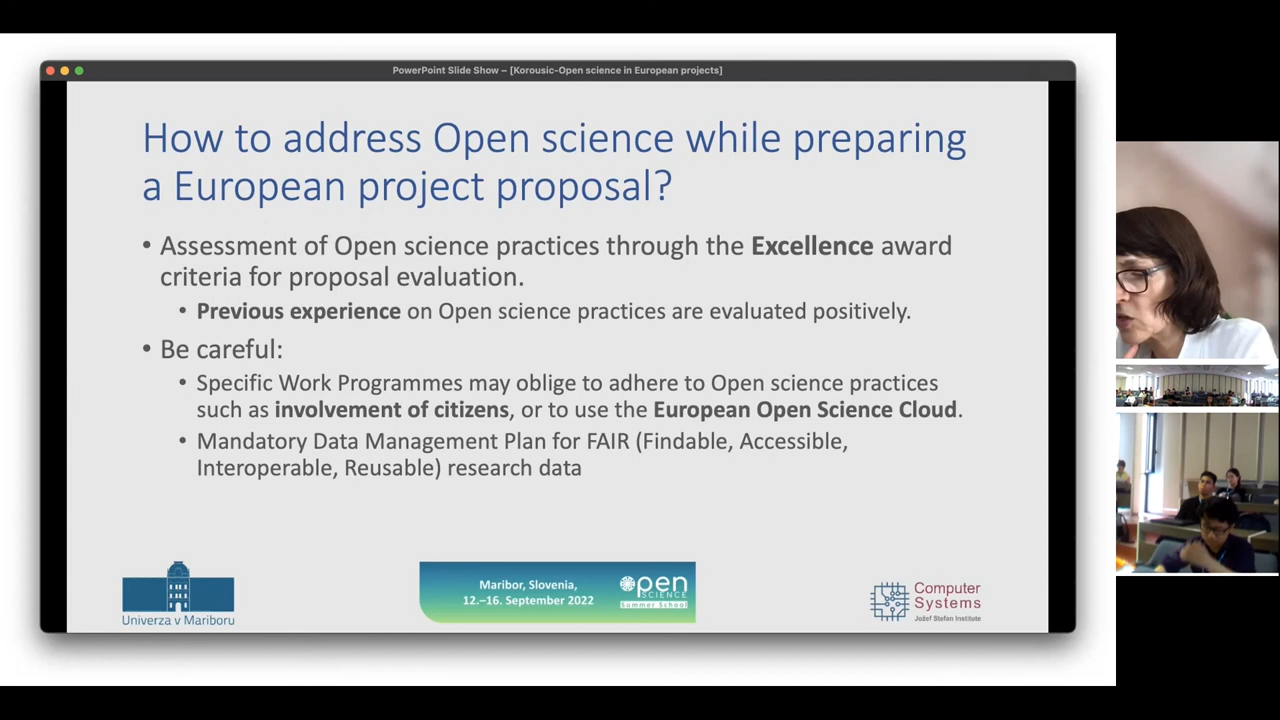 PowerPoint Slide Show – [Korousic-Open science in European projects]
How to address Open science while preparing
a European project proposal?
• Assessment of Open science practices through the Excellence award
criteria for proposal evaluation.
• Previous experience on Open science practices are evaluated positively.
• Be careful:
• Specific Work Programmes may oblige to adhere to Open science practices
such as involvement of citizens, or to use the European Open Science Cloud.
• Mandatory Data Management Plan for FAIR (Findable, Accessible,
Interoperable, Reusable) research data
Univerza v Mariboru
Maribor, Slovenia,
12.–16. September 2022
open
SCIENCE
Summer School
Computer
Systems
Jožef Stefan Institute